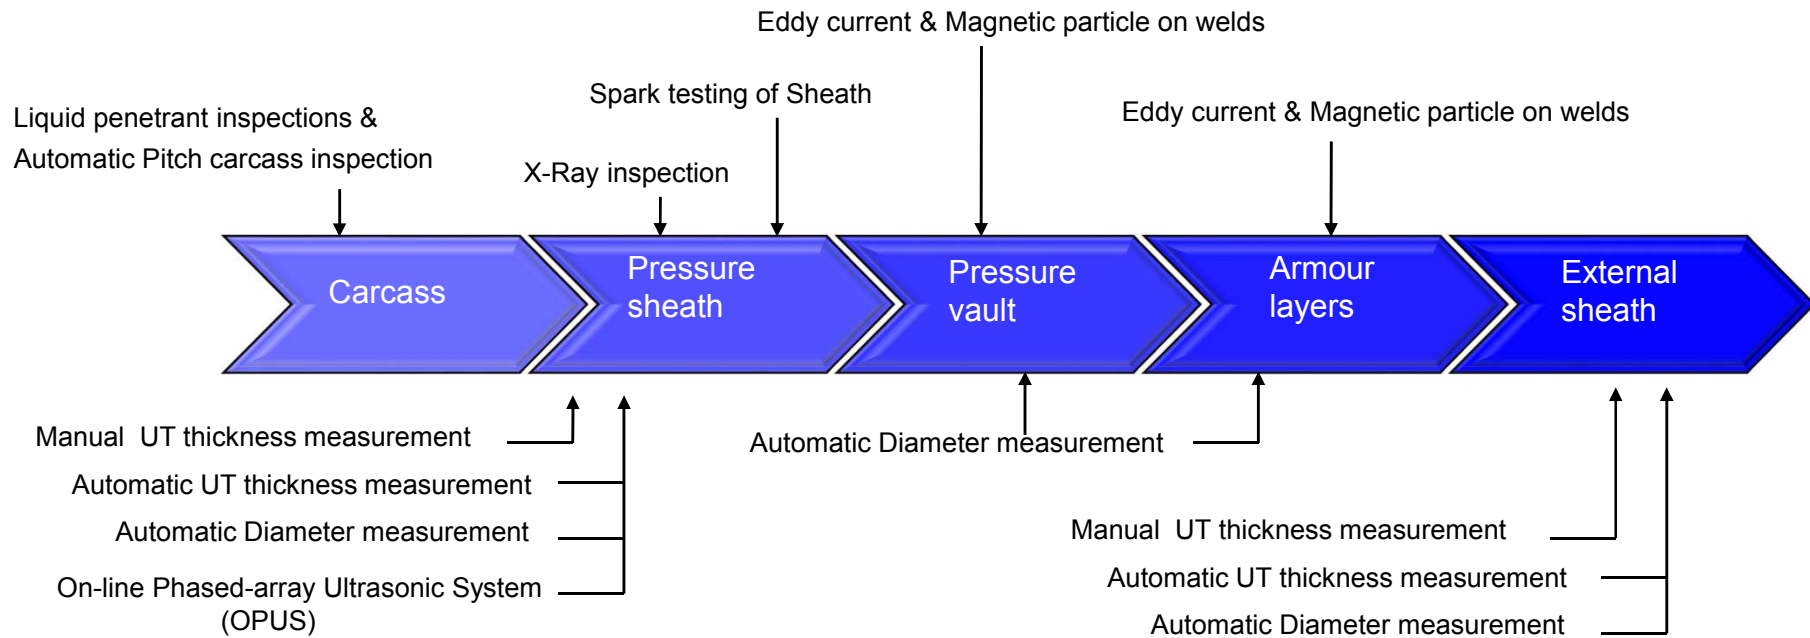 Eddy current & Magnetic particle on welds
Spark testing of Sheath
Eddy current & Magnetic particle on welds
Liquid penetrant inspections &
Automatic Pitch carcass inspection
X-Ray inspection
Carcass
Pressure
sheath
Pressure
vault
Armour
layers
External
sheath
Manual  UT thickness measurement
Automatic UT thickness measurement
Automatic Diameter measurement
On-line Phased-array Ultrasonic System
(OPUS)
Automatic Diameter measurement
Manual  UT thickness measurement
Automatic UT thickness measurement
Automatic Diameter measurement